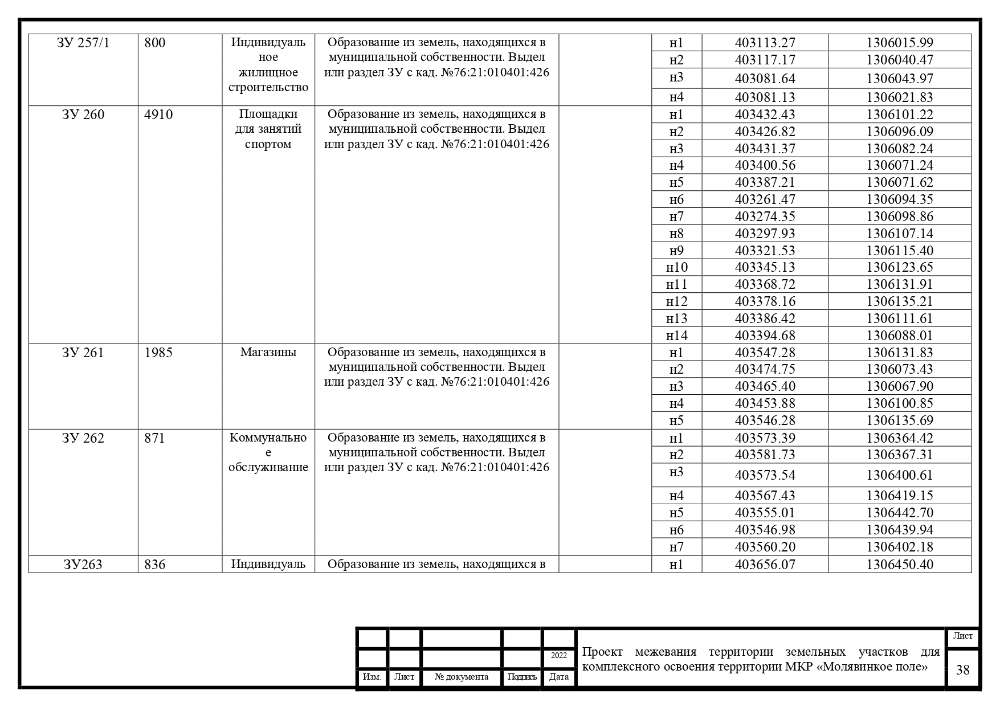 ЗУ 257/1 800 Индивидуаль Образование из земель, находящихся в н1 403113.27 1306015.99
ное муниципальной собственности. Выдел н2 403117.17 1306040.47
жилищное или раздел ЗУ с кад. №76:21:010401:426 н3 403081.64 1306043.97
строительство н4 403081.13 1306021.83
ЗУ 260 4910 Площадки Образование из земель, находящихся в н1 403432.43 1306101.22
для занятий муниципальной собственности. Выдел н2 403426.82 1306096.09
спортом или раздел ЗУ с кад. №76:21:010401:426 н3 403431.37 1306082.24
н4 403400.56 1306071.24
н5 403387.21 1306071.62
н6 403261.47 1306094.35
н7 403274.35 1306098.86
н8 403297.93 1306107.14
н9 403321.53 1306115.40
н10 403345.13 1306123.65
н11 403368.72 1306131.91
н12 403378.16 1306135.21
н13 403386.42 1306111.61
н14 403394.68 1306088.01
ЗУ 261 1985 Магазины Образование из земель, находящихся в н1 403547.28 1306131.83
муниципальной собственности. Выдел н2 403474.75 1306073.43
или раздел ЗУ с кад. №76:21:010401:426 н3 403465.40 1306067.90
н4 403453.88 1306100.85
н5 403546.28 1306135.69
ЗУ 262 871 Коммунально Образование из земель, находящихся в н1 403573.39 1306364.42
е муниципальной собственности. Выдел н2 403581.73 1306367.31
обслуживание или раздел ЗУ с кад. №76:21:010401:426 н3 403573.54 1306400.61
н4 403567.43 1306419.15
н5 403555.01 1306442.70
н6 403546.98 1306439.94
н7 403560.20 1306402.18
ЗУ263 836 Индивидуаль Образование из земель, находящихся в н1 403656.07 1306450.40
Лист
2022 Проект межевания территории земельных участков для
комплексного освоения территории МКР «Молявинкое поле» 38
Изм. Лист № документа Подпись Дата